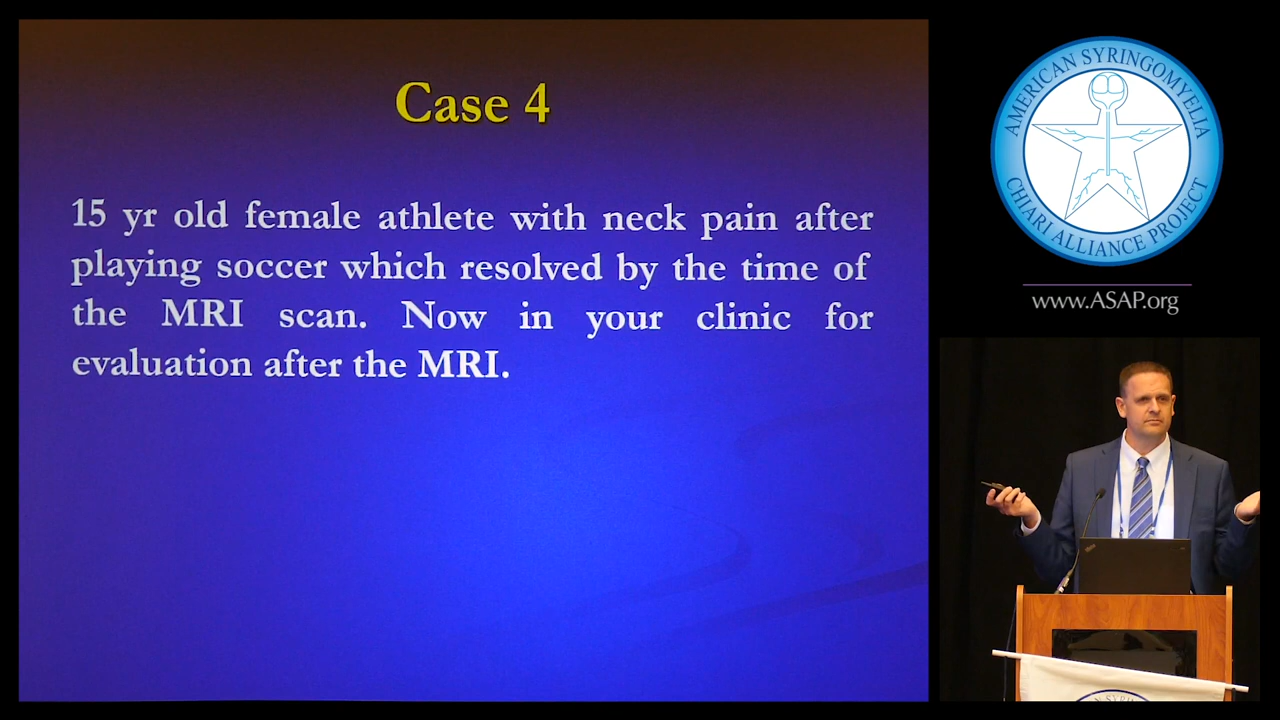 Case 4
15 yr old female athlete with neck pain after
playing soccer which resolved by the time of
the MRI scan. Now in your clinic for
evaluation after the MRI.
AMERICAN SYRINGOMYELIA
CHIARI ALLIANCE PROJECT
www.ASAP.org